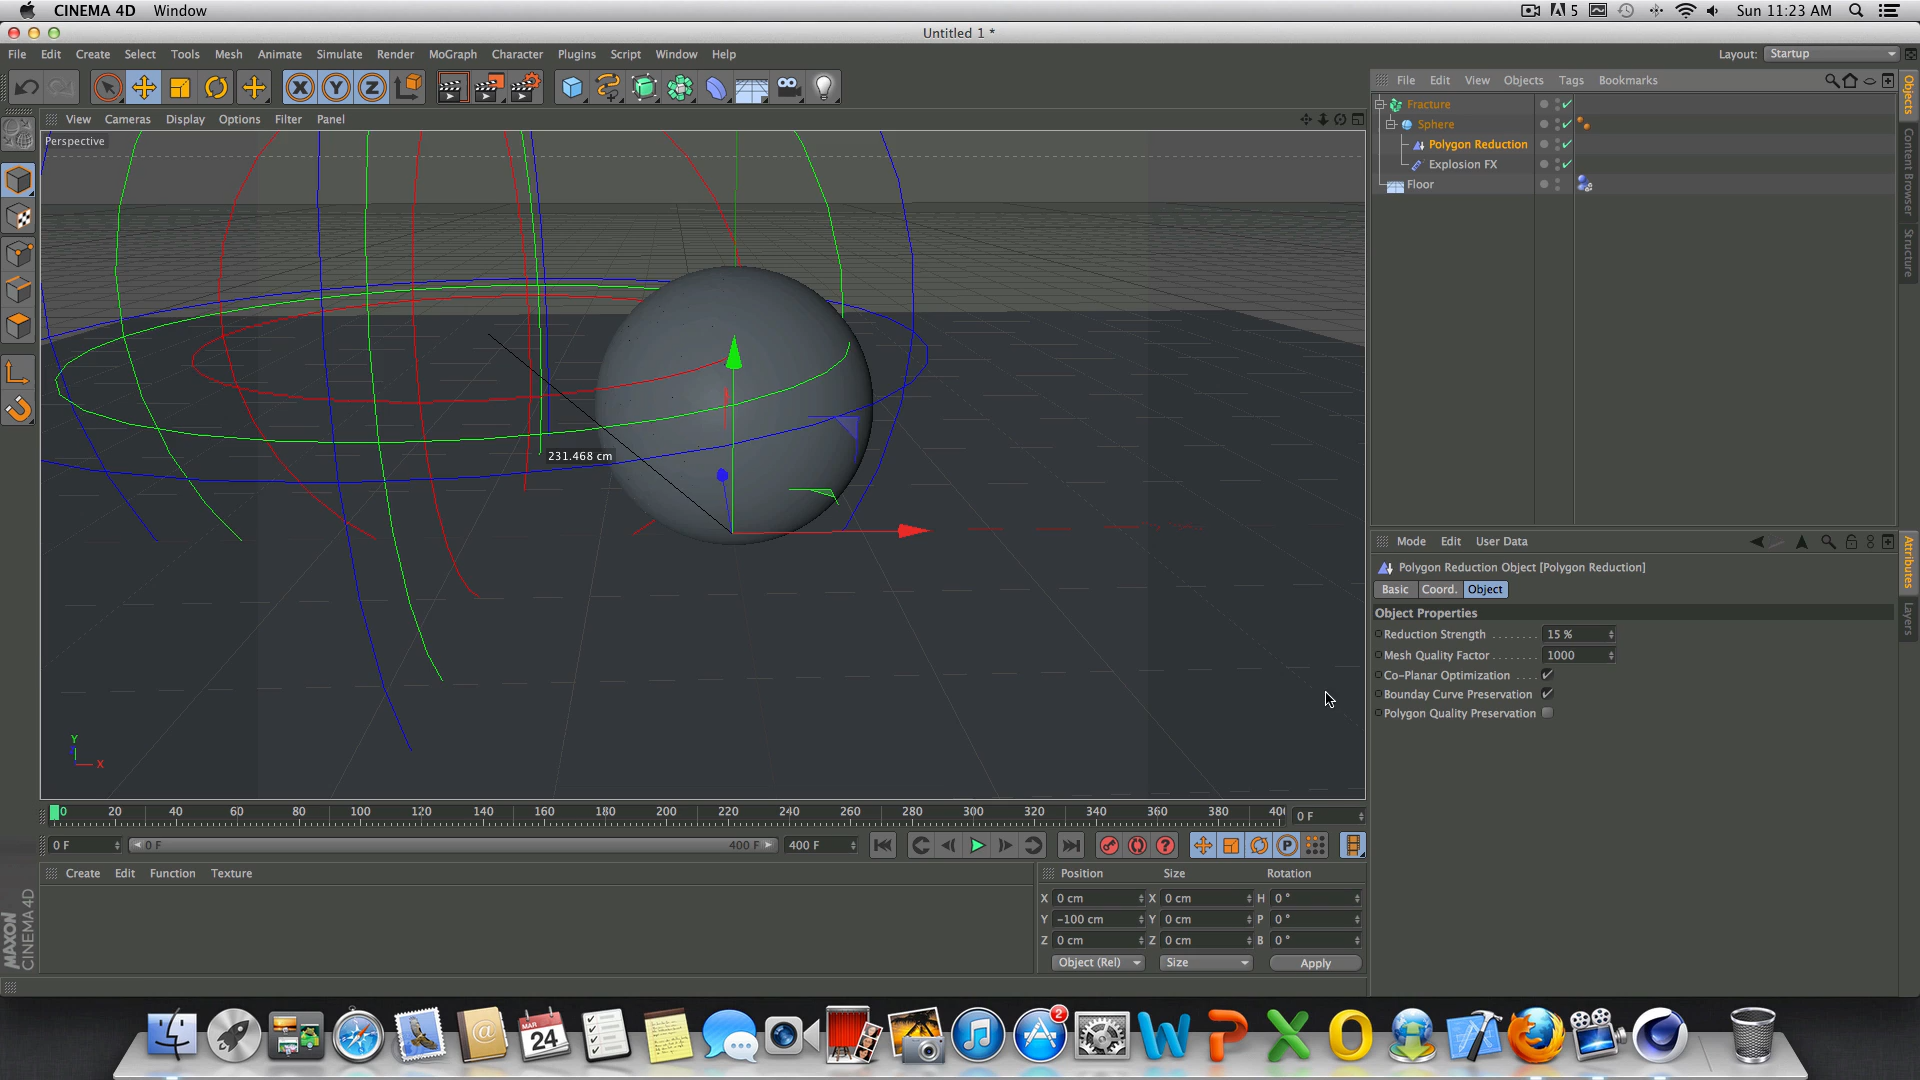 CINEMA 4D Window
5 Sun 11:23 AM
Untitled 1 *
File Edit Create Select Tools Mesh Animate Simulate Render MoGraph Character Plugins Script Window Help
Layout: Startup
X Y Z
File Edit View Objects Tags Bookmarks
View Cameras Display Options Filter Panel
Perspective
Fracture
Sphere
Polygon Reduction
Explosion FX
Floor
Objects
Content Browser
Structure
231.468 cm
Y
X
Mode Edit User Data
Polygon Reduction Object [Polygon Reduction]
Basic Coord. Object
Object Properties
Reduction Strength 15 %
Mesh Quality Factor 1000
Co-Planar Optimization
Bounday Curve Preservation
Polygon Quality Preservation
Attributes
Layers
0 20 40 60 80 100 120 140 160 180 200 220 240 260 280 300 320 340 360 380 40
0 F
0 F 0 F 400 F 400 F
P
Create Edit Function Texture
Position Size Rotation
X 0 cm X 0 cm H 0 °
Y -100 cm Y 0 cm P 0 °
Z 0 cm Z 0 cm B 0 °
Object (Rel) Size Apply
MAXON
CINEMA 4D
MAR
24
2